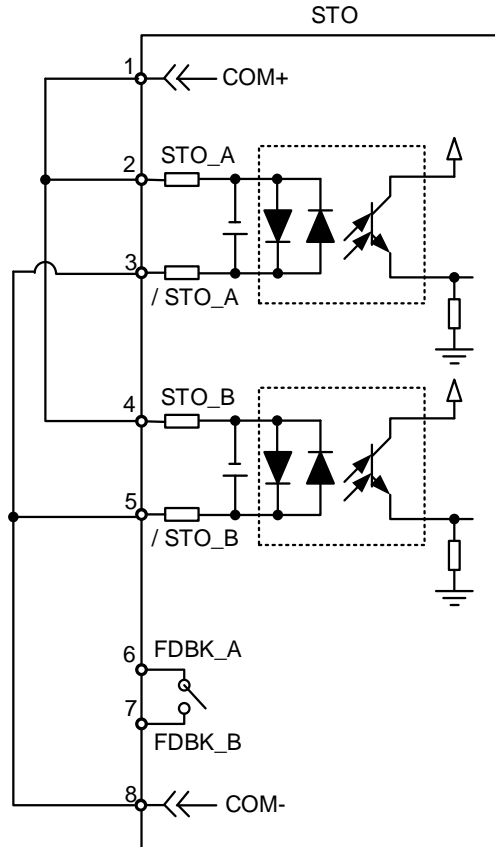 STO
1
COM+
2
STO_A
3
/ STO_A
4
STO_B
5
/ STO_B
6
FDBK_A
7
FDBK_B
8
COM-